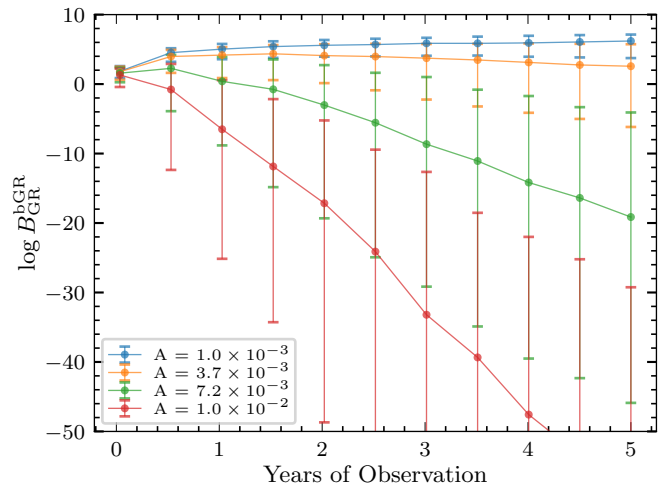 10
0
−10
−20
−30
−40
−50
log B^{bGR}_{GR}
A = 1.0 × 10^{−3}
A = 3.7 × 10^{−3}
A = 7.2 × 10^{−3}
A = 1.0 × 10^{−2}
0 1 2 3 4 5
Years of Observation